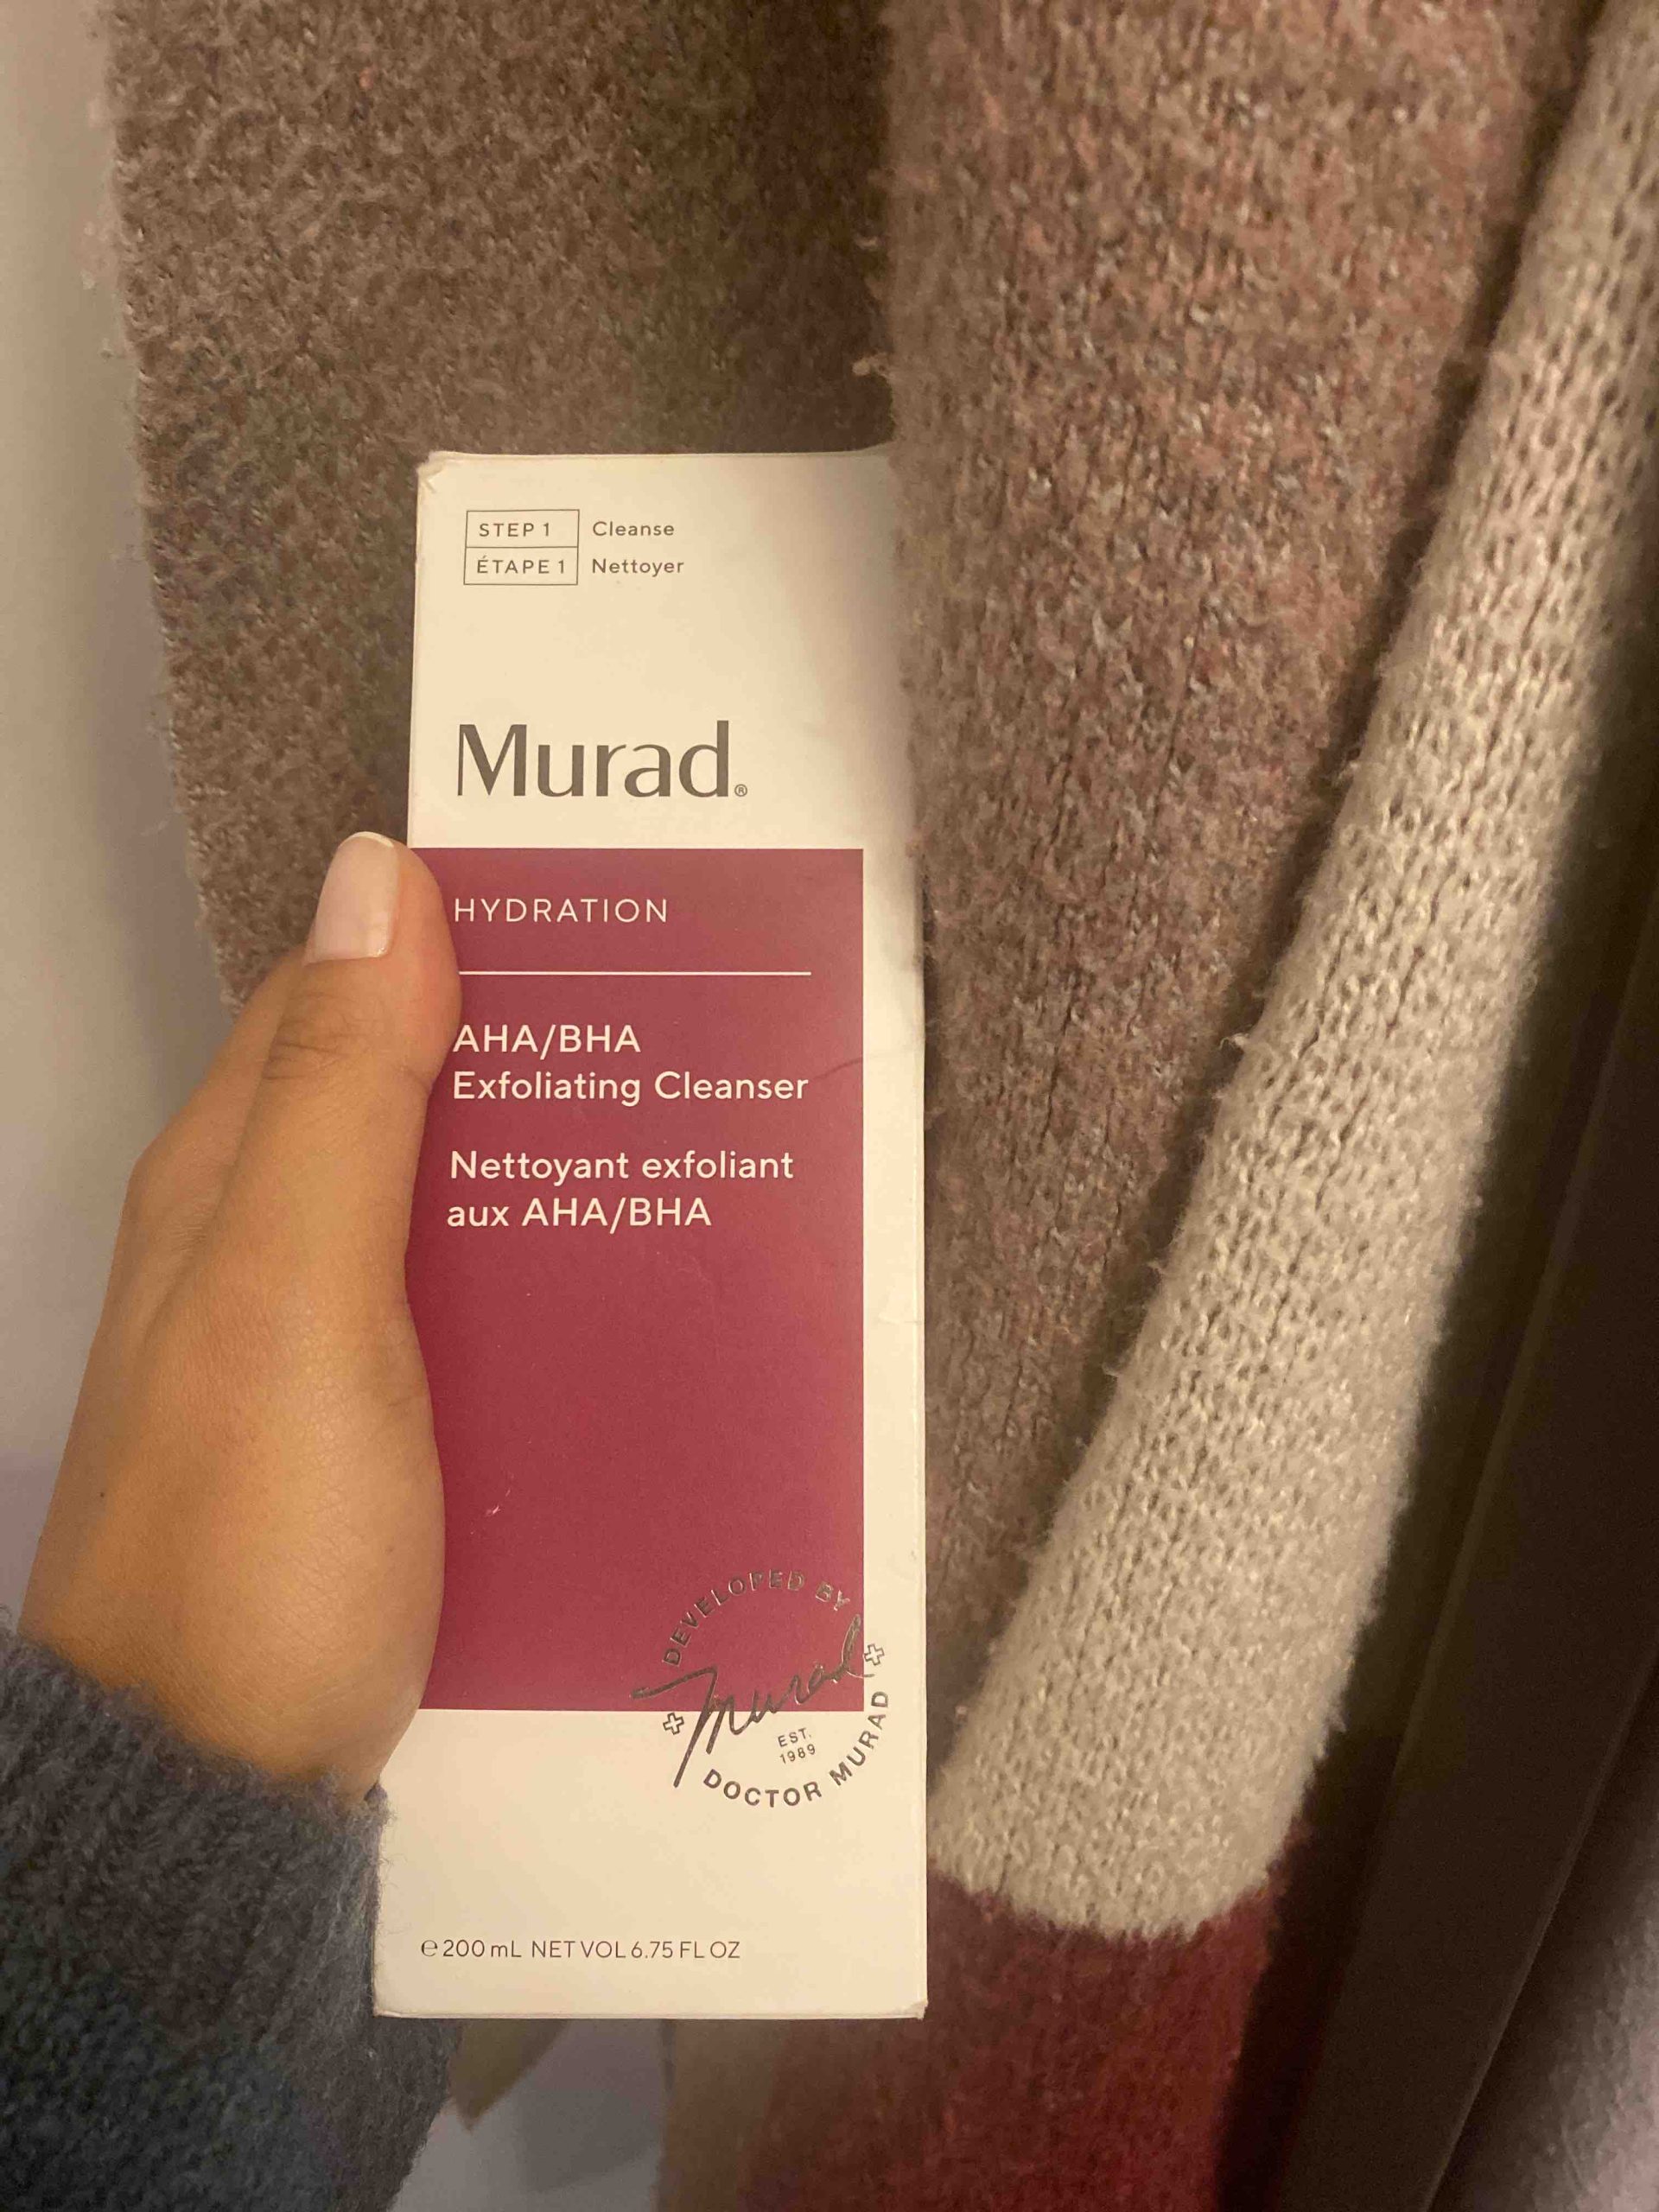 STEP 1 Cleanse
ÉTAPE 1 Nettoyer
Murad®
HYDRATION
AHA/BHA
Exfoliating Cleanser
Nettoyant exfoliant
aux AHA/BHA
DEVELOPED BY
Murad
EST.
1989
DOCTOR MURAD
℮ 200 mL NET VOL 6.75 FL OZ